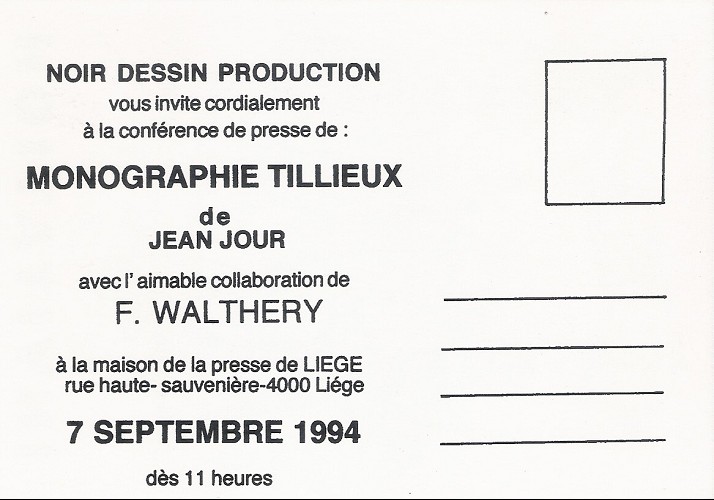 NOIR DESSIN PRODUCTION
vous invite cordialement
à la conférence de presse de :
MONOGRAPHIE TILLIEUX
de
JEAN JOUR
avec l' aimable collaboration de
F. WALTHERY
à la maison de la presse de LIEGE
rue haute- sauvenière-4000 Liége
7 SEPTEMBRE 1994
dès 11 heures